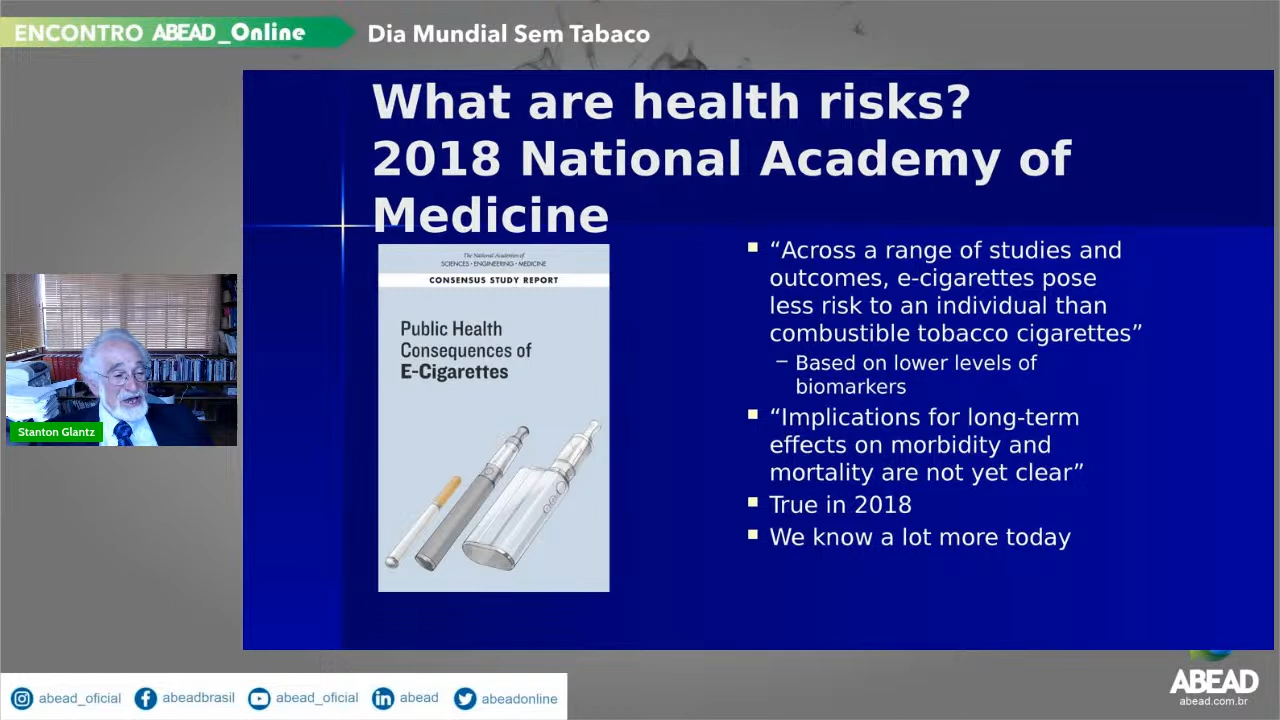 ENCONTRO ABEAD_Online
Dia Mundial Sem Tabaco
What are health risks?
2018 National Academy of
Medicine
The National Academies of
SCIENCES • ENGINEERING • MEDICINE
CONSENSUS STUDY REPORT
Public Health
Consequences of
E-Cigarettes
“Across a range of studies and
outcomes, e-cigarettes pose
less risk to an individual than
combustible tobacco cigarettes”
– Based on lower levels of
biomarkers
“Implications for long-term
effects on morbidity and
mortality are not yet clear”
True in 2018
We know a lot more today
Stanton Glantz
abead_oficial
abeadbrasil
abead_oficial
abead
abeadonline
ABEAD
abead.com.br